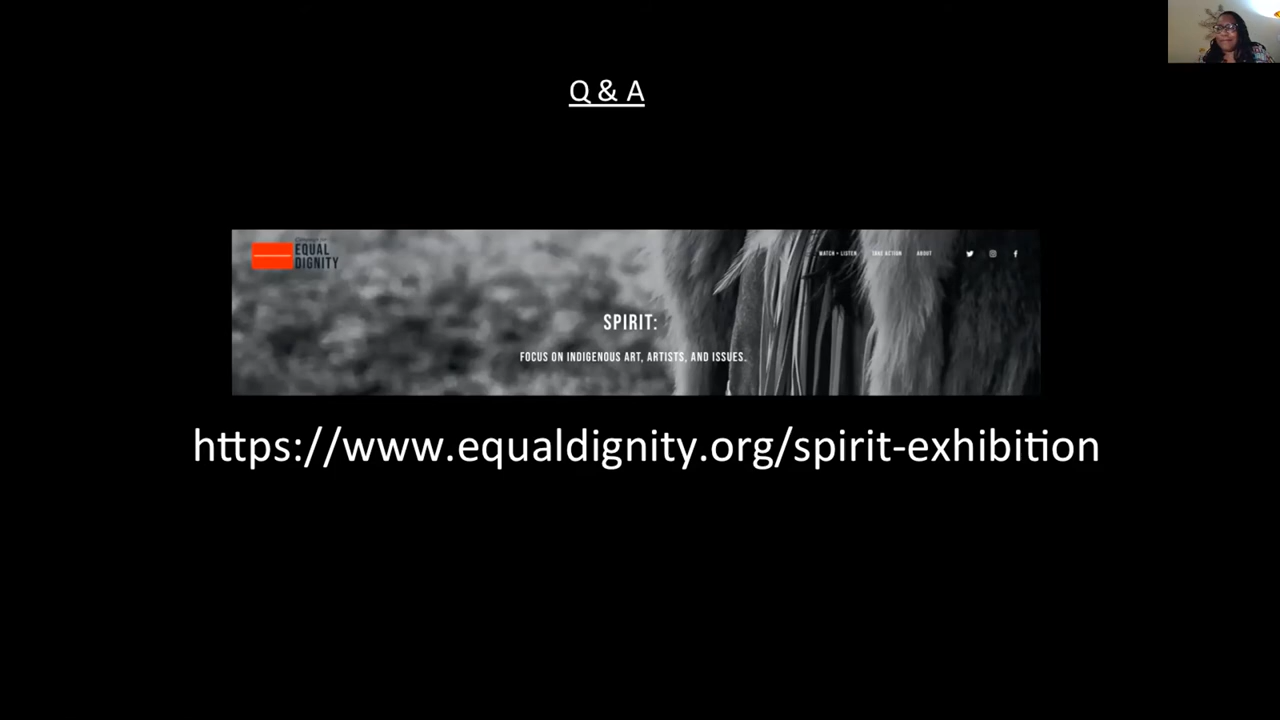 Q & A
EQUAL
DIGNITY
WATCH + LISTEN TAKE ACTION ABOUT
SPIRIT:
FOCUS ON INDIGENOUS ART, ARTISTS, AND ISSUES.
https://www.equaldignity.org/spirit-exhibition